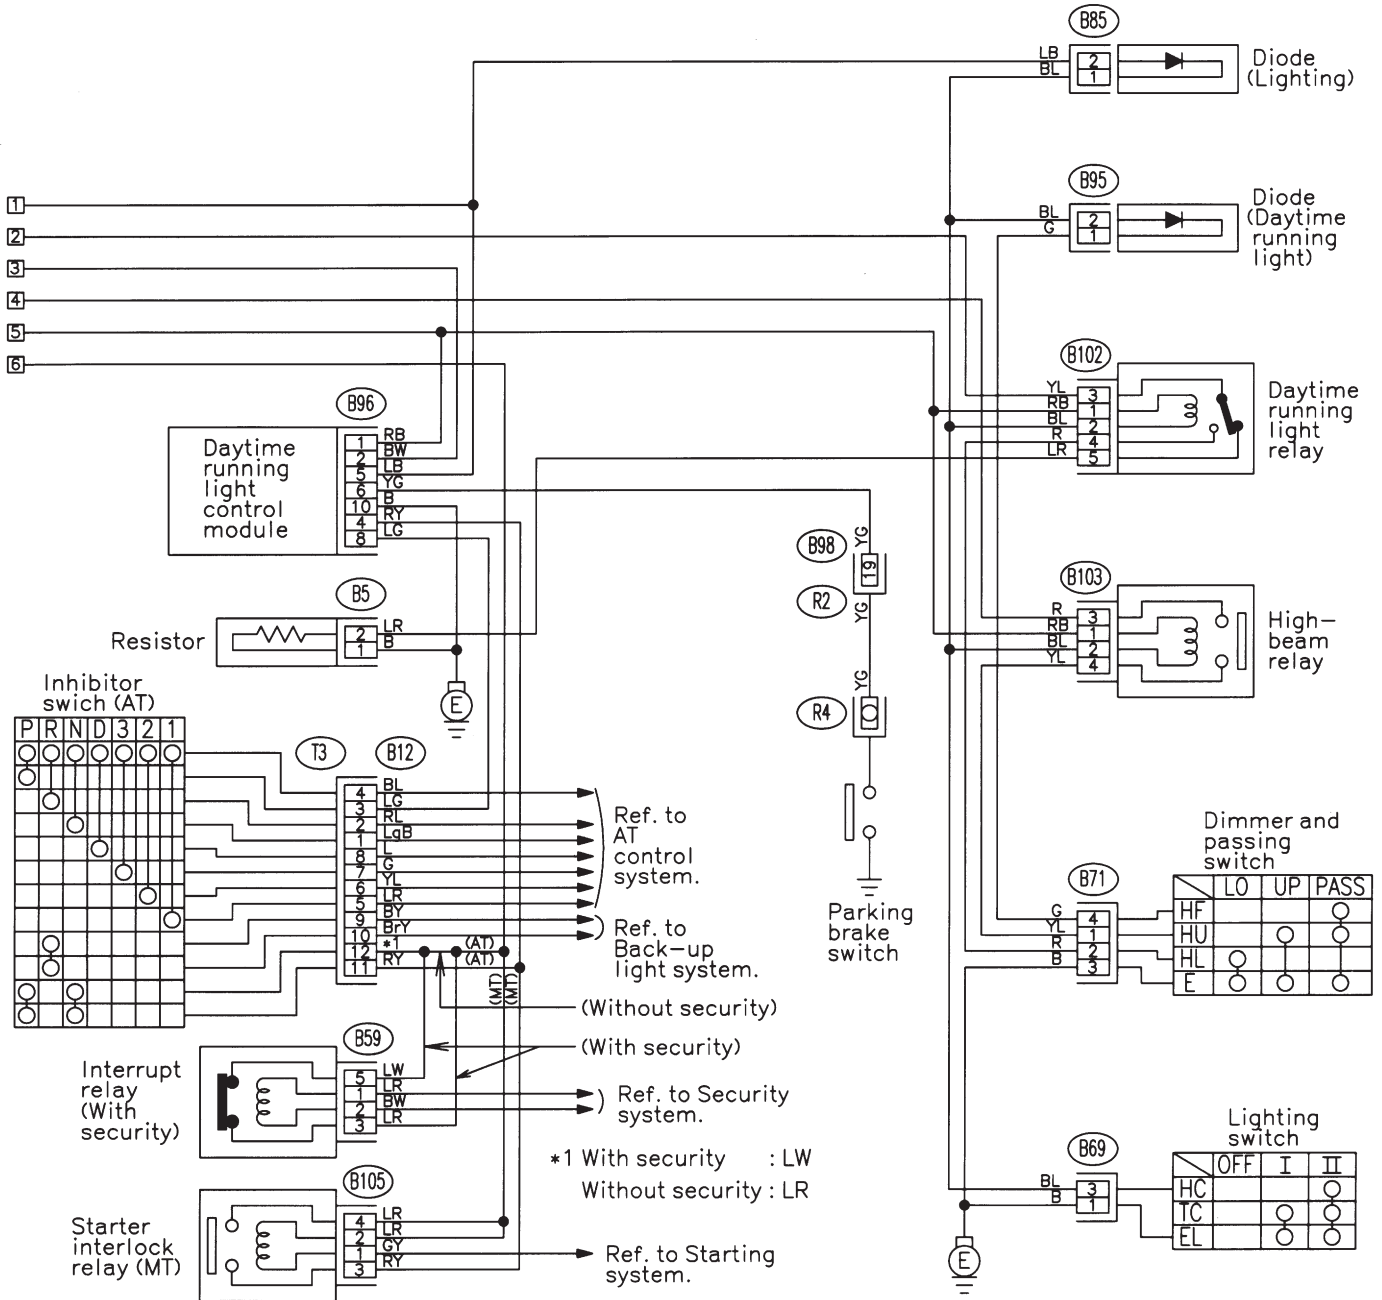 B85
LB
BL
2
1
Diode
(Lighting)
B95
BL
G
2
1
Diode
(Daytime
running
light)
1
2
3
4
5
6
B102
YL
RB
BL
R
LR
3
1
2
4
5
Daytime
running
light
relay
B96
Daytime
running
light
control
module
1
2
5
6
10
4
8
RB
BW
LB
YG
B
RY
LG
B98
YG
19
R2
YG
YG
R4
Parking
brake
switch
B103
R
RB
BL
YL
3
1
2
4
High-
beam
relay
B5
Resistor
2
1
LR
B
E
Inhibitor
swich (AT)
P R N D 3 2 1
T3
B12
4
3
2
1
8
7
6
5
9
10
12
11
BL
LG
RL
LgB
L
G
YL
LR
BY
BrY
*1
RY
(AT)
(AT)
(MT)
(MT)
Ref. to
AT
control
system.
Ref. to
Back-up
light system.
(Without security)
(With security)
B59
Interrupt
relay
(With
security)
5
1
2
3
LW
LR
BW
LR
Ref. to Security
system.
*1 With security : LW
Without security : LR
B105
Starter
interlock
relay (MT)
4
2
1
3
LR
LR
GY
RY
Ref. to Starting
system.
Dimmer and
passing
switch
B71
G
YL
R
B
4
1
2
3
LO UP PASS
HF
HU
HL
E
Lighting
switch
B69
BL
B
3
1
OFF I II
HC
TC
EL
E